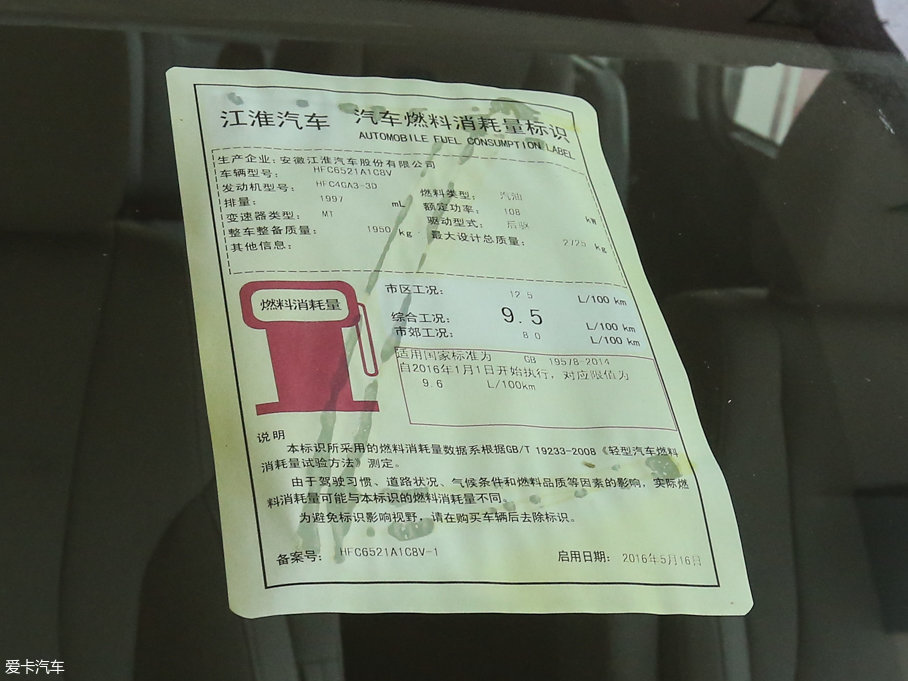 江淮汽车 汽车燃料消耗量标识
AUTOMOBILE FUEL CONSUMPTION LABEL
生产企业：安徽江淮汽车股份有限公司
车辆型号： HFC6521A1C8V
发动机型号： HFC4GA3-3D 燃料类型： 汽油
排量： 1997 mL 额定功率： 108 kW
变速器类型： MT 驱动型式： 后驱
整车整备质量： 1950 kg 最大设计总质量： 2725 kg
其他信息：
燃料消耗量
市区工况： 12.5 L/100 km
综合工况： 9.5 L/100 km
市郊工况： 8.0 L/100 km
适用国家标准为 GB 19578-2014
自2016年1月1日开始执行，对应限值为
9.6 L/100km
说明
本标识所采用的燃料消耗量数据系根据GB/T 19233-2008《轻型汽车燃料
消耗量试验方法》测定。
由于驾驶习惯、道路状况、气候条件和燃料品质等因素的影响，实际燃
料消耗量可能与本标识的燃料消耗量不同。
为避免标识影响视野，请在购买车辆后去除标识。
备案号： HFC6521A1C8V-1 启用日期： 2016年5月16日
爱卡汽车